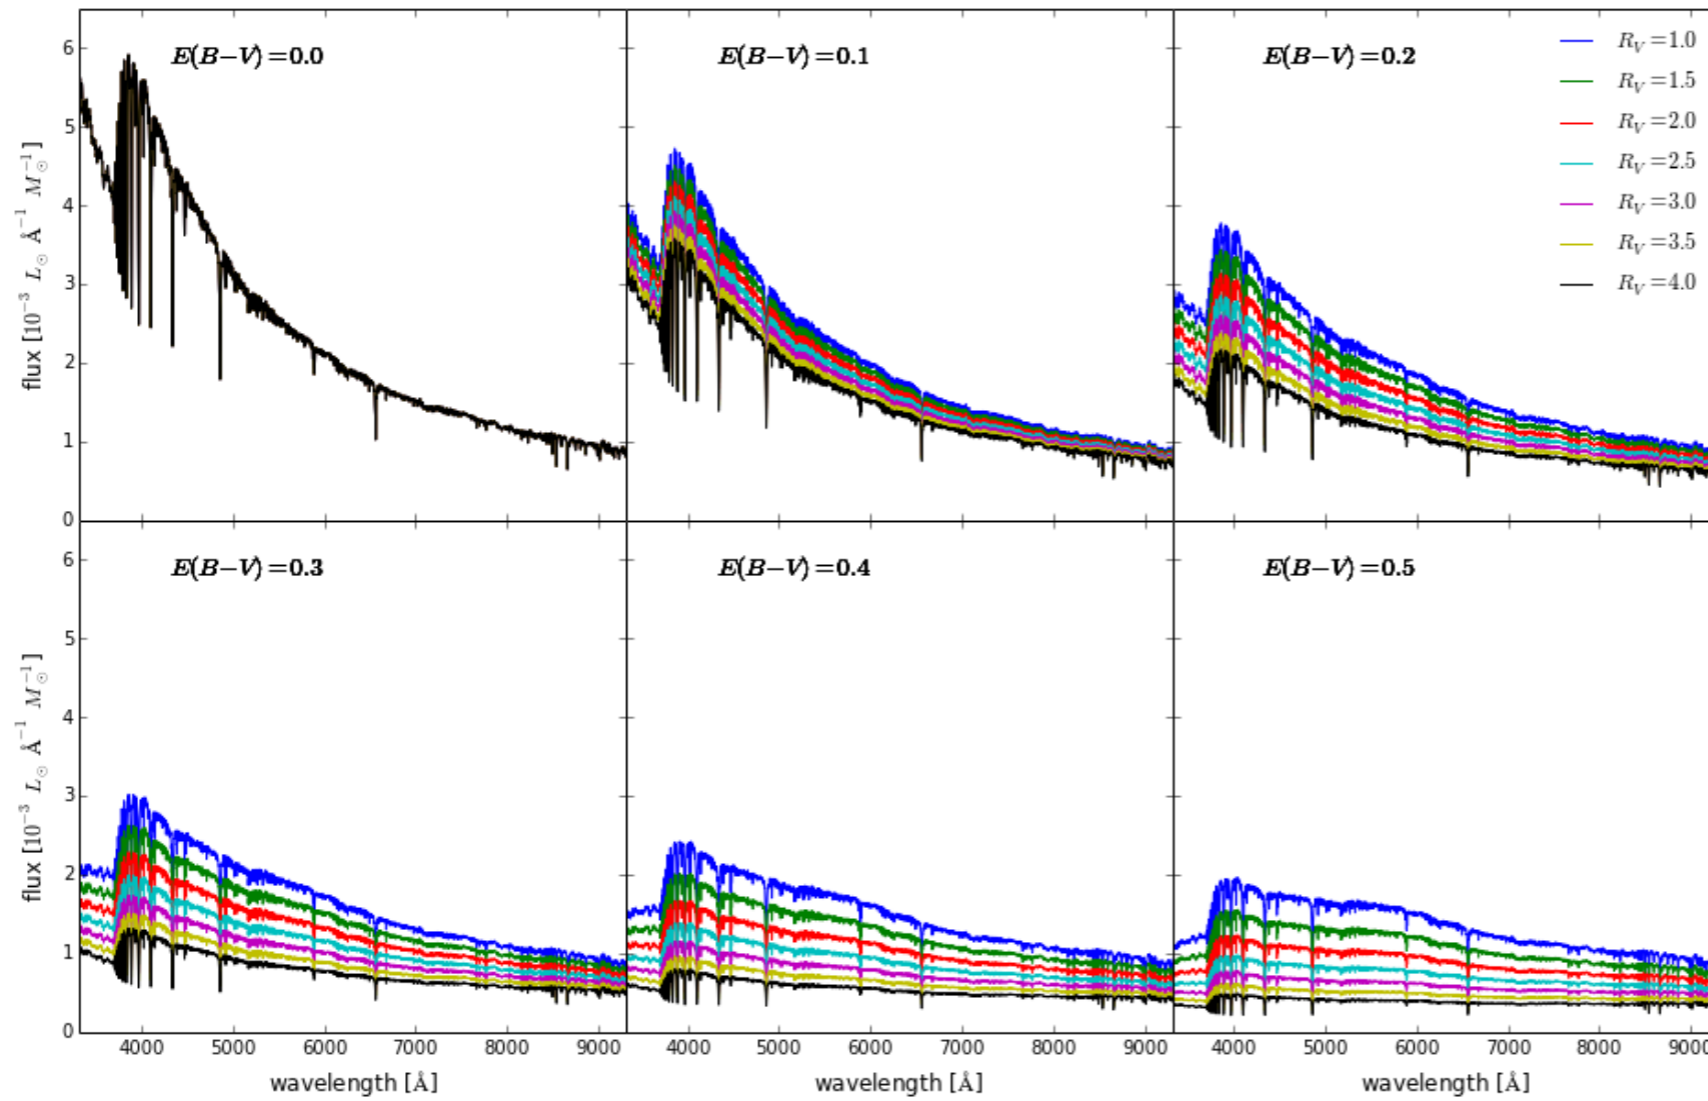 E(B−V)=0.0
E(B−V)=0.1
E(B−V)=0.2
R_V=1.0
R_V=1.5
R_V=2.0
R_V=2.5
R_V=3.0
R_V=3.5
R_V=4.0
flux [10⁻³ L_⊙ Å⁻¹ M_⊙⁻¹]
6
5
4
3
2
1
0
E(B−V)=0.3
E(B−V)=0.4
E(B−V)=0.5
flux [10⁻³ L_⊙ Å⁻¹ M_⊙⁻¹]
6
5
4
3
2
1
0
4000 5000 6000 7000 8000 9000
4000 5000 6000 7000 8000 9000
4000 5000 6000 7000 8000 9000
wavelength [Å]
wavelength [Å]
wavelength [Å]